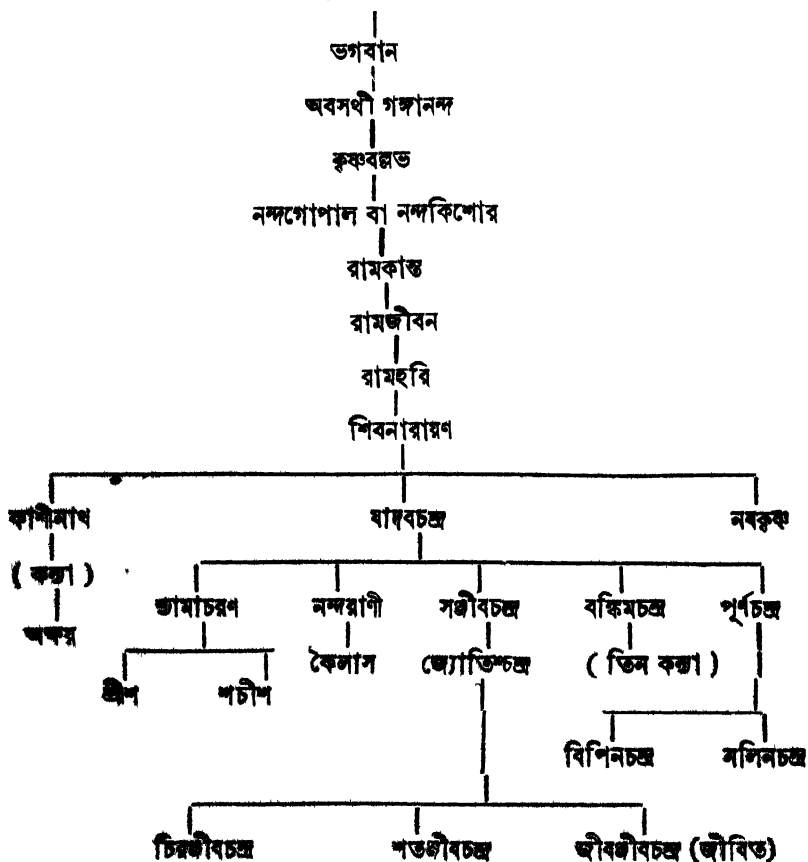 ভগবান
অবসথী গঙ্গানন্দ
কৃষ্ণবল্লভ
নন্দগোপাল বা নন্দকিশোর
রামকান্ত
রামজীবন
রামহরি
শিবনারায়ণ
কাশীনাথ যাদবচন্দ্র নবকৃষ্ণ
( কন্যা )
শ্যামাচরণ নন্দরাণী সঞ্জীবচন্দ্র বঙ্কিমচন্দ্র পূর্ণচন্দ্র
অক্ষয়
কৈলাস জ্যোতিশ্চন্দ্র ( তিন কন্যা )
শ্রীশ শচীশ
বিপিনচন্দ্র নলিনচন্দ্র
চিরঞ্জীবচন্দ্র শতঞ্জীবচন্দ্র জীবঞ্জীবচন্দ্র (জীবিত)